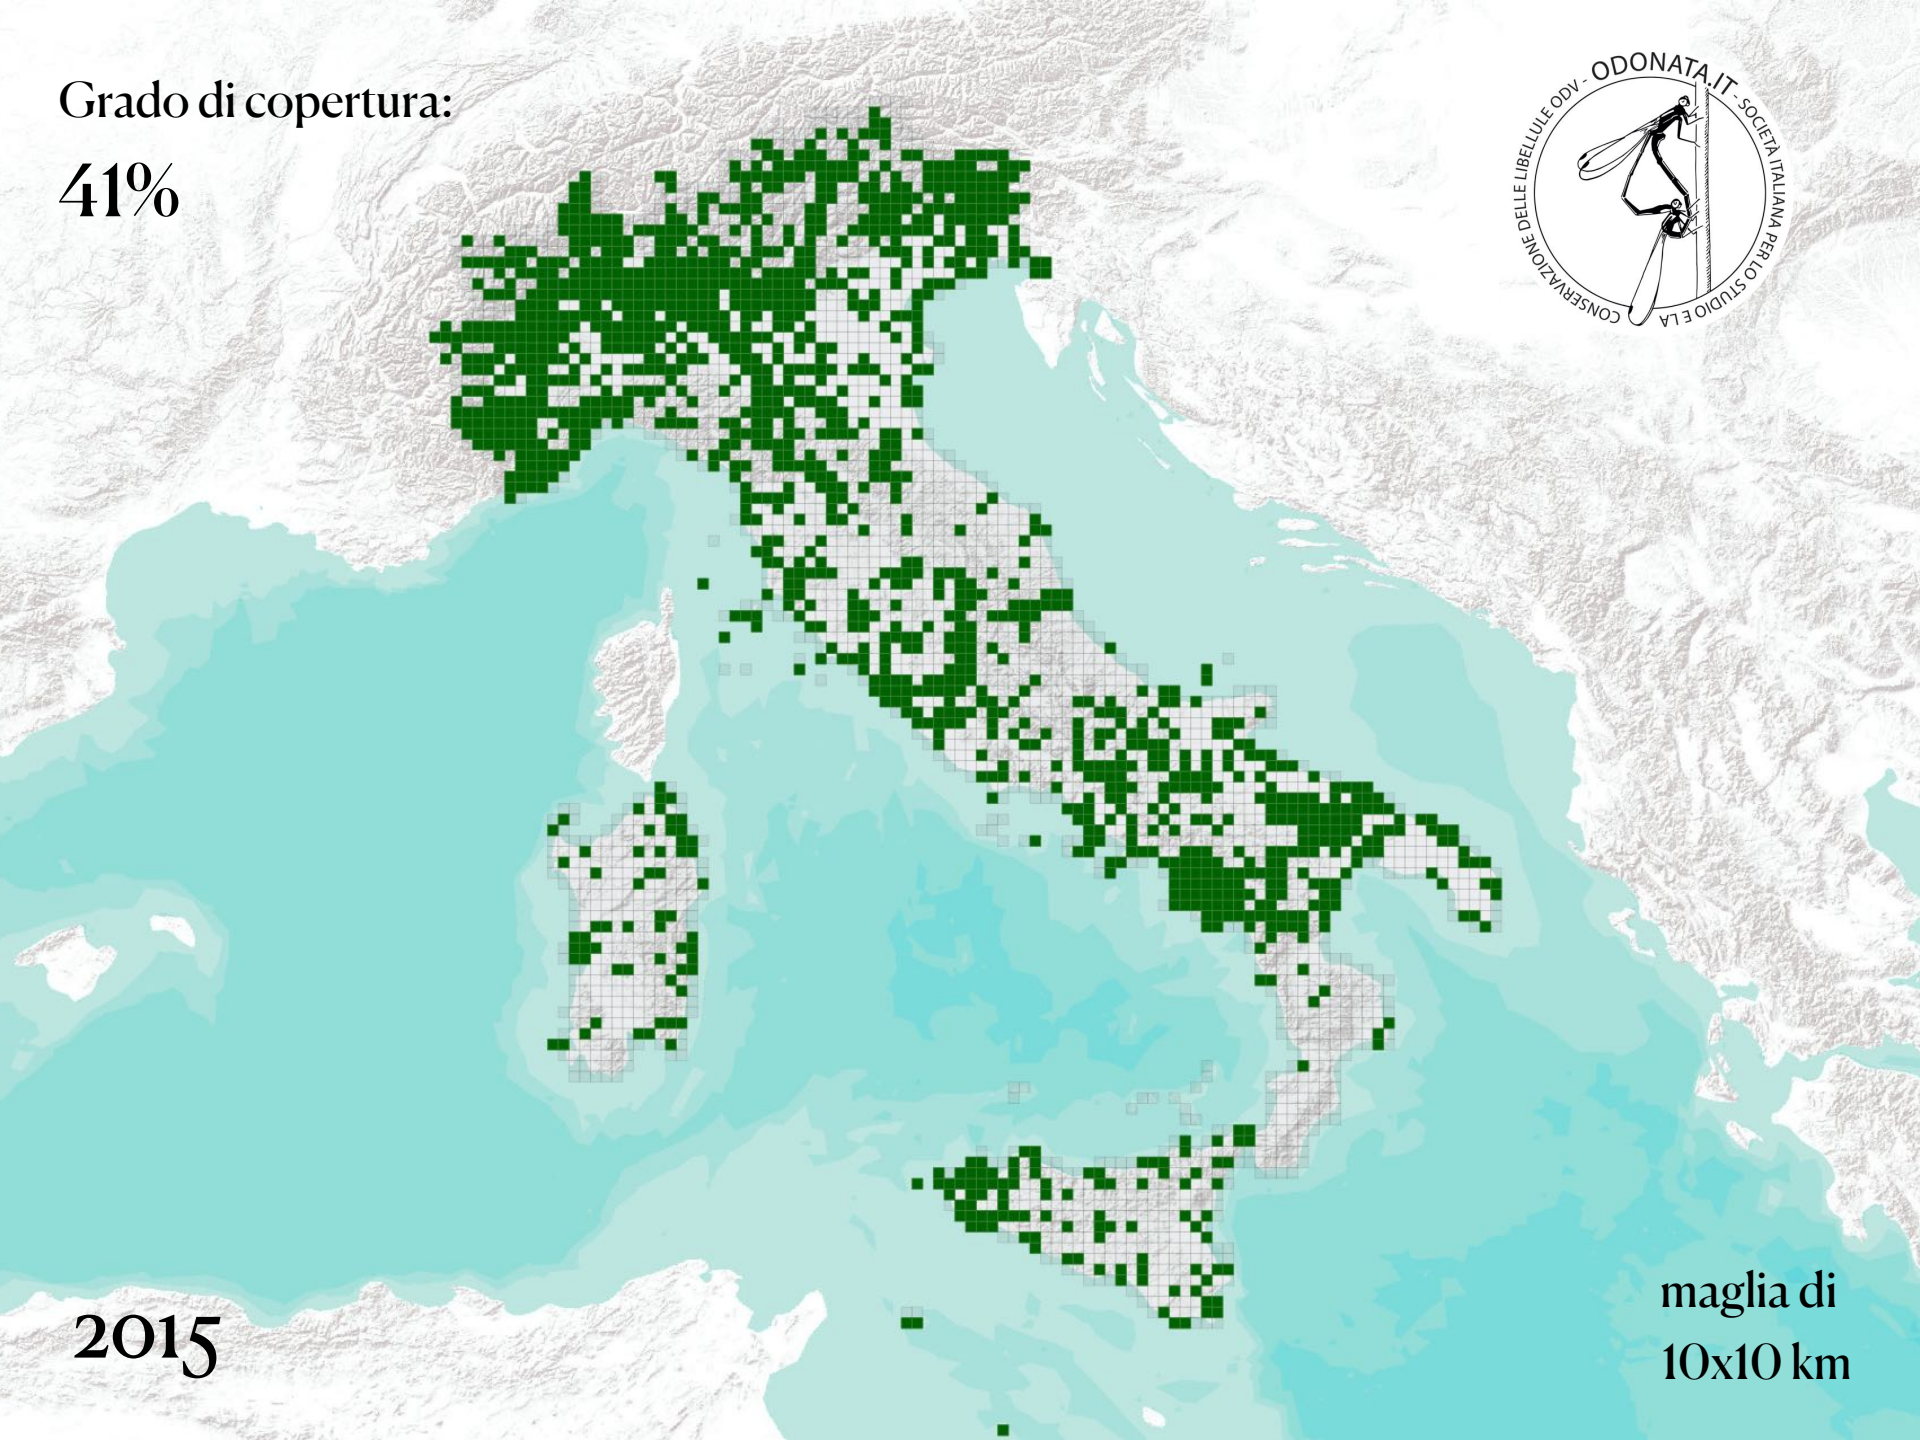 Grado di copertura:
41%
ODONATA.IT - SOCIETÀ ITALIANA PER LO STUDIO E LA CONSERVAZIONE DELLE LIBELLULE ODV -
2015
maglia di
10x10 km